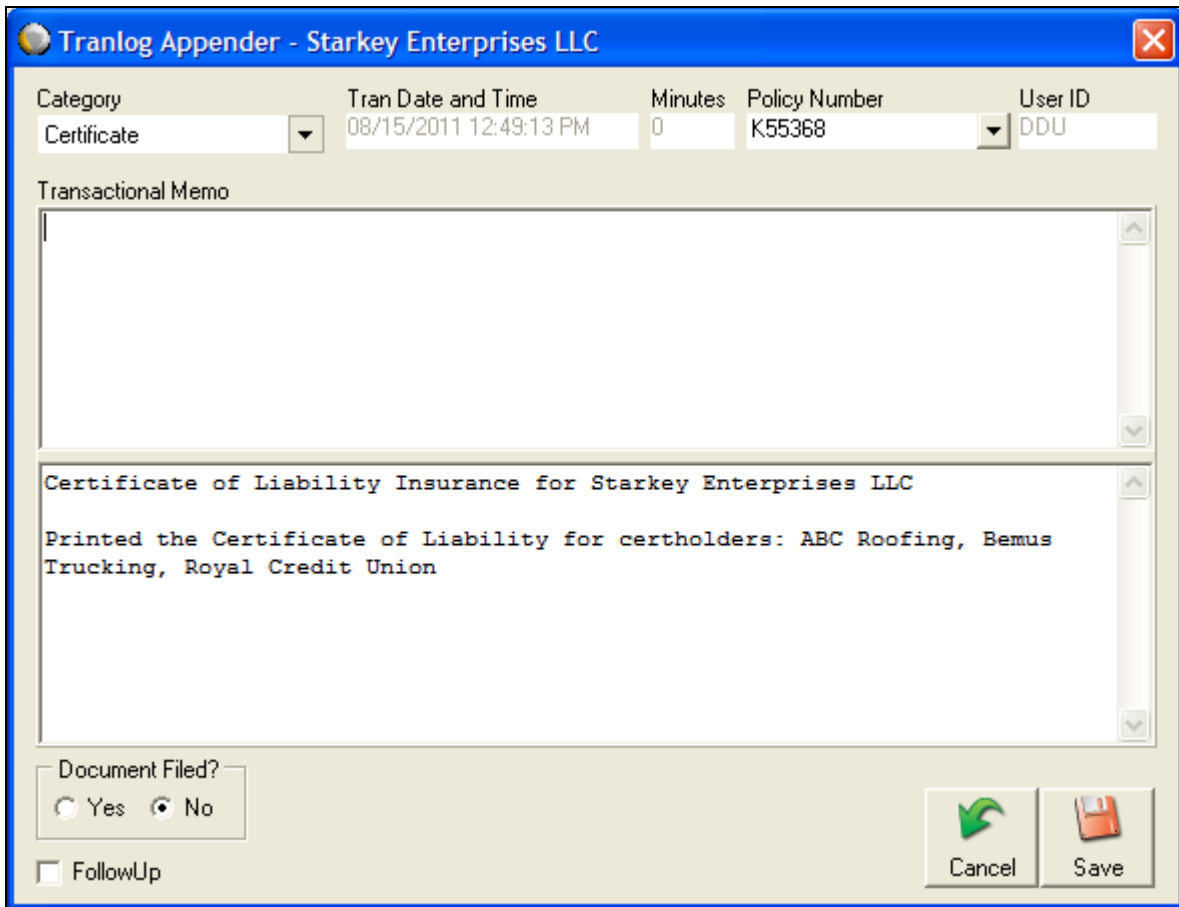 Tranlog Appender - Starkey Enterprises LLC
Category Tran Date and Time Minutes Policy Number User ID
Certificate 08/15/2011 12:49:13 PM 0 K55368 DDU
Transactional Memo
Certificate of Liability Insurance for Starkey Enterprises LLC
Printed the Certificate of Liability for certholders: ABC Roofing, Bemus
Trucking, Royal Credit Union
Document Filed?
Yes No
FollowUp
Cancel Save